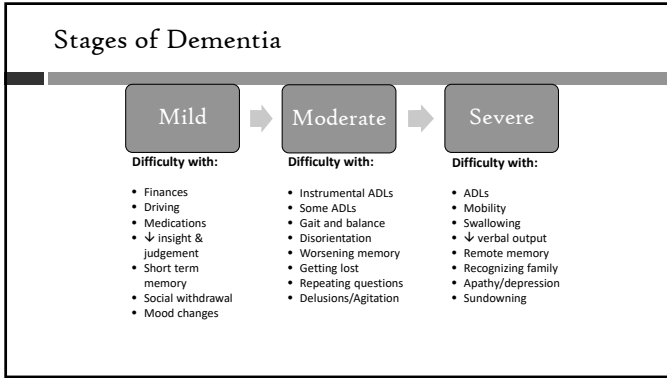 Stages of Dementia
Mild
Moderate
Severe
Difficulty with:
• Finances
• Driving
• Medications
• ↓ insight &
judgement
• Short term
memory
• Social withdrawal
• Mood changes
Difficulty with:
• Instrumental ADLs
• Some ADLs
• Gait and balance
• Disorientation
• Worsening memory
• Getting lost
• Repeating questions
• Delusions/Agitation
Difficulty with:
• ADLs
• Mobility
• Swallowing
• ↓ verbal output
• Remote memory
• Recognizing family
• Apathy/depression
• Sundowning